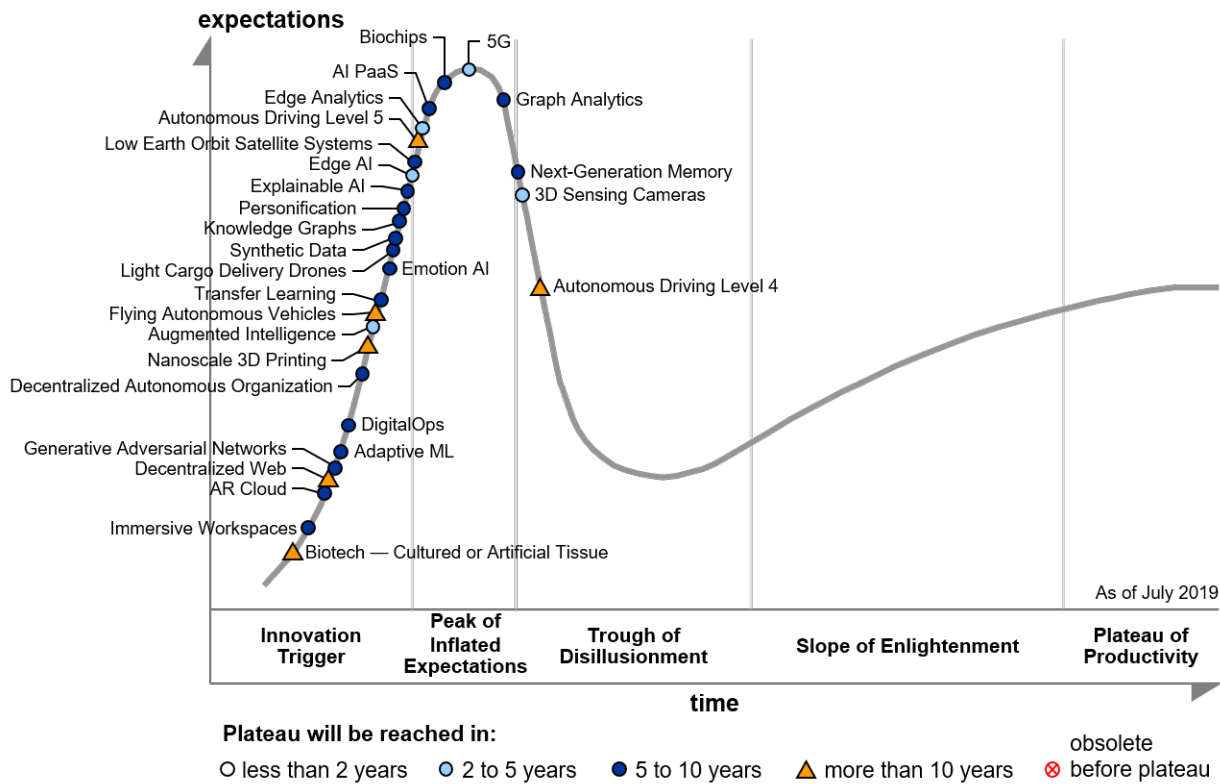 expectations
Biochips
5G
AI PaaS
Edge Analytics
Graph Analytics
Autonomous Driving Level 5
Low Earth Orbit Satellite Systems
Edge AI
Next-Generation Memory
Explainable AI
3D Sensing Cameras
Personification
Knowledge Graphs
Synthetic Data
Light Cargo Delivery Drones
Emotion AI
Autonomous Driving Level 4
Transfer Learning
Flying Autonomous Vehicles
Augmented Intelligence
Nanoscale 3D Printing
Decentralized Autonomous Organization
DigitalOps
Generative Adversarial Networks
Adaptive ML
Decentralized Web
AR Cloud
Immersive Workspaces
Biotech — Cultured or Artificial Tissue
As of July 2019
Innovation
Trigger
Peak of
Inflated
Expectations
Trough of
Disillusionment
Slope of Enlightenment
Plateau of
Productivity
time
Plateau will be reached in:
less than 2 years
2 to 5 years
5 to 10 years
more than 10 years
obsolete
before plateau